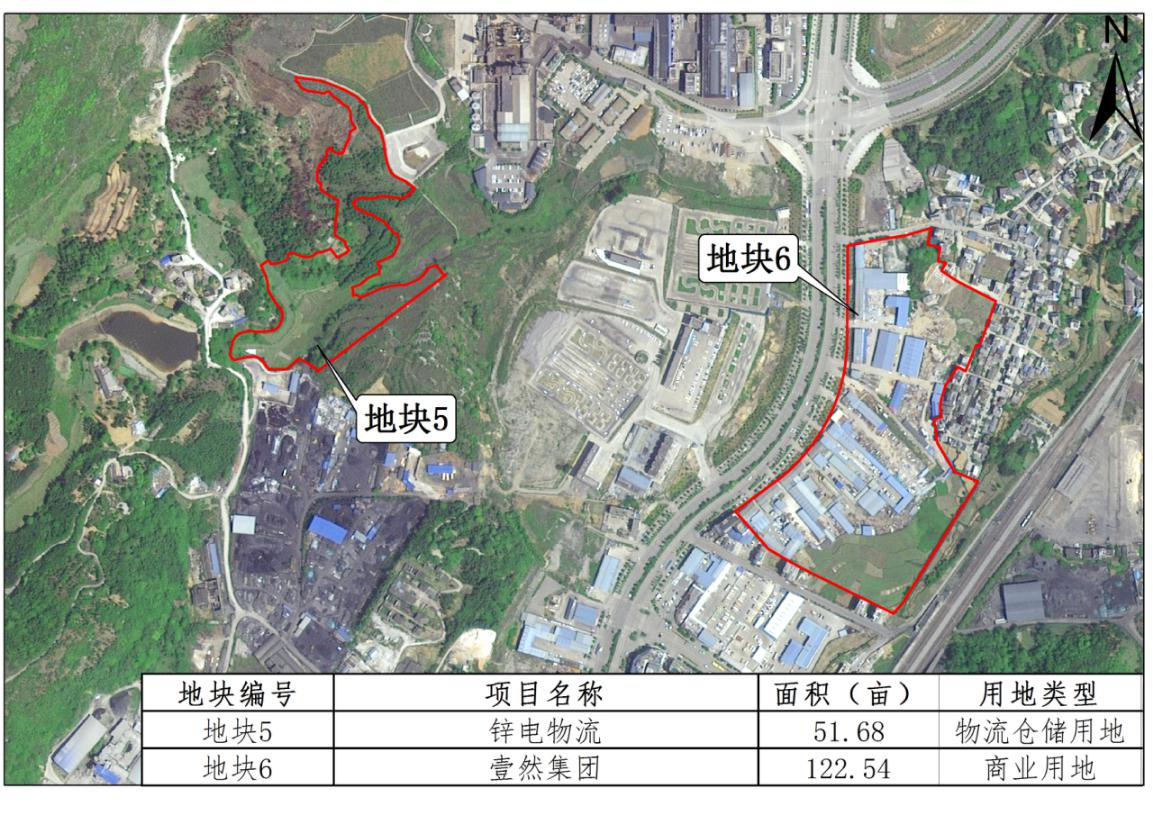 N
地块6
地块5
地块编号 项目名称 面积（亩） 用地类型
地块5 锌电物流 51.68 物流仓储用地
地块6 壹然集团 122.54 商业用地